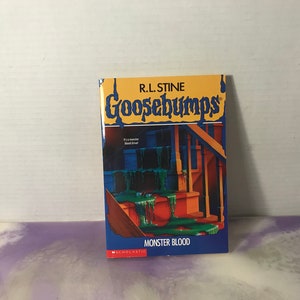 R.L. STINE
Goosebumps
MONSTER BLOOD
SCHOLASTIC